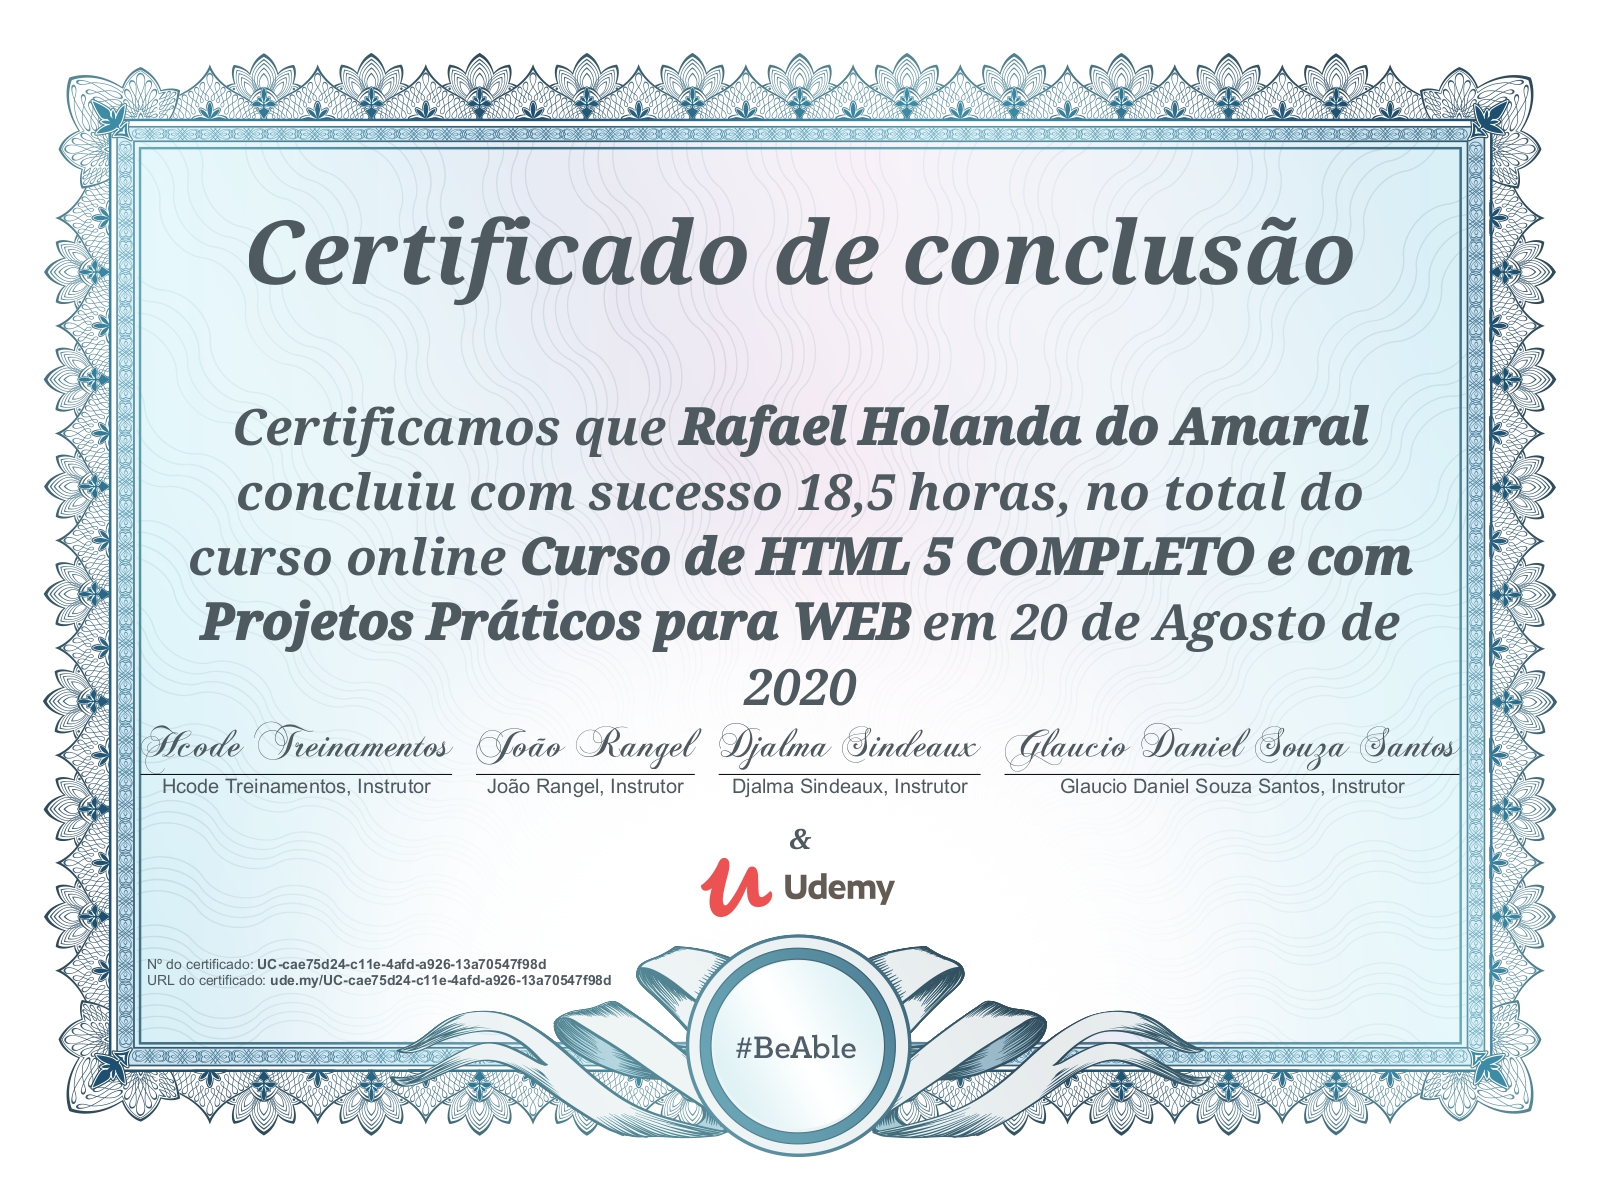 Certificado de conclusão
Certificamos que Rafael Holanda do Amaral
concluiu com sucesso 18,5 horas, no total do
curso online Curso de HTML 5 COMPLETO e com
Projetos Práticos para WEB em 20 de Agosto de
2020
Hcode Treinamentos João Rangel Djalma Sindeaux Glaucio Daniel Souza Santos
Hcode Treinamentos, Instrutor João Rangel, Instrutor Djalma Sindeaux, Instrutor Glaucio Daniel Souza Santos, Instrutor
&
Udemy
Nº do certificado: UC-cae75d24-c11e-4afd-a926-13a70547f98d
URL do certificado: ude.my/UC-cae75d24-c11e-4afd-a926-13a70547f98d
#BeAble